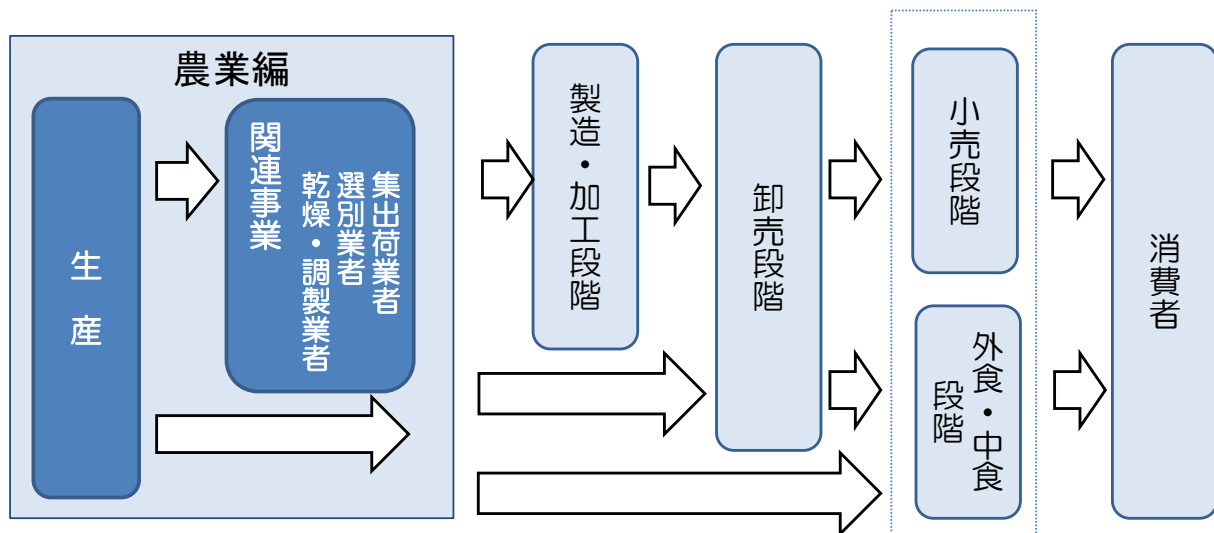 農業編
生　産
関連事業
集出荷業者
選別業者
乾燥・調製業者
製造・加工段階
卸売段階
小売段階
外食・中食
段階
消費者